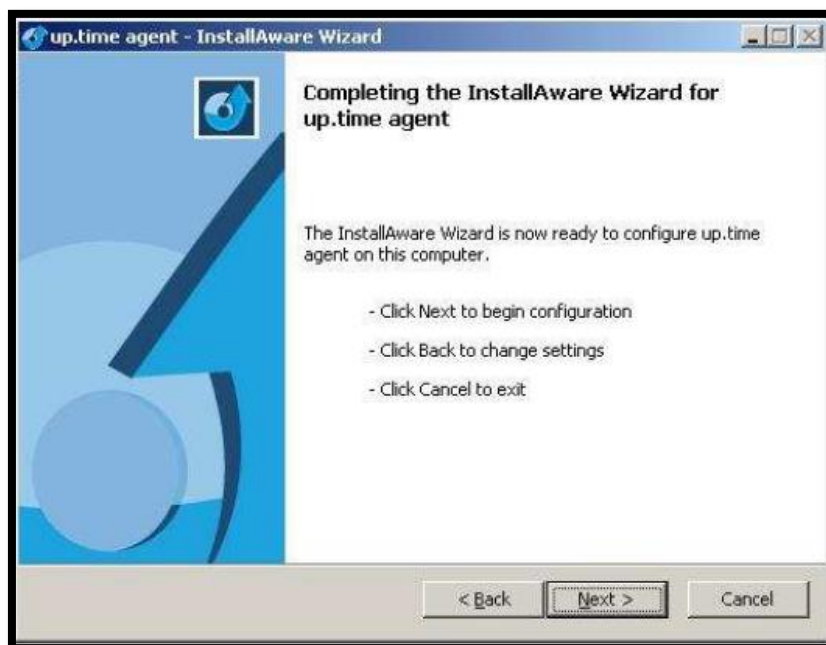 up.time agent - InstallAware Wizard
Completing the InstallAware Wizard for
up.time agent
The InstallAware Wizard is now ready to configure up.time
agent on this computer.
- Click Next to begin configuration
- Click Back to change settings
- Click Cancel to exit
< Back Next > Cancel